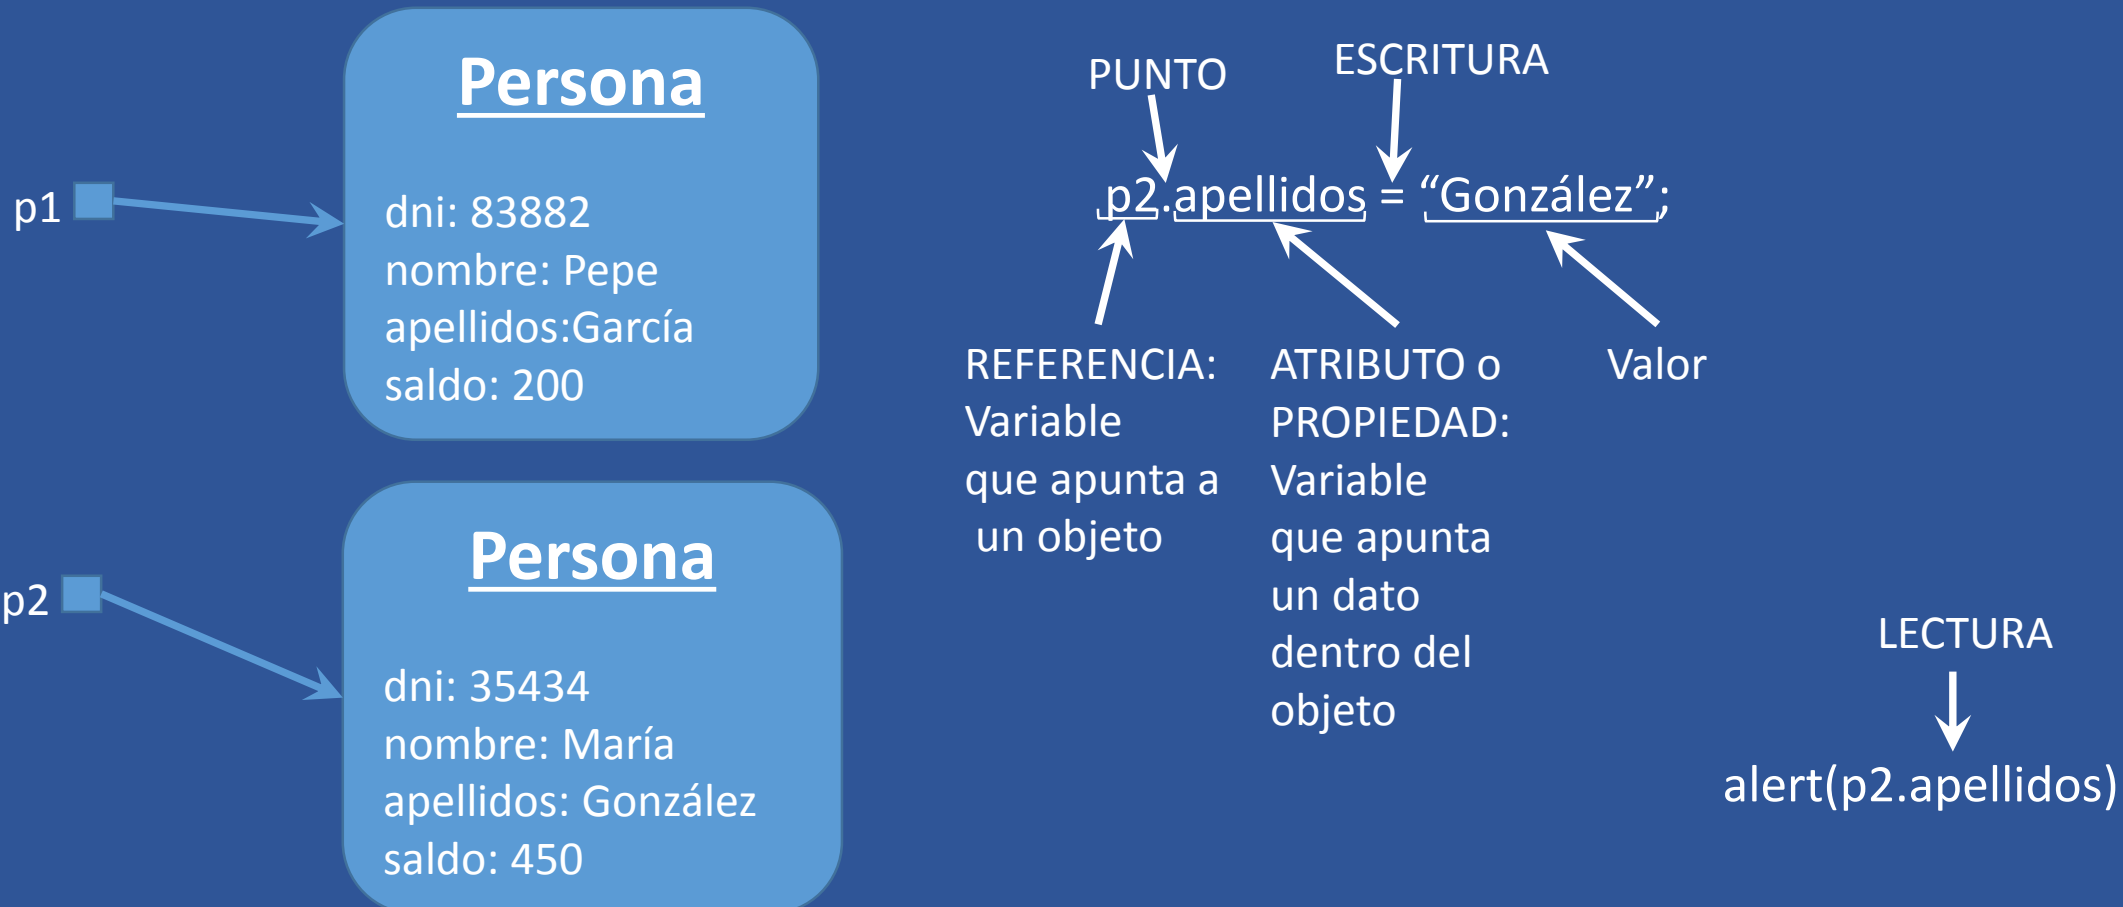 Persona
p1
dni: 83882
nombre: Pepe
apellidos:García
saldo: 200
Persona
p2
dni: 35434
nombre: María
apellidos: González
saldo: 450
PUNTO
ESCRITURA
p2.apellidos = “González”;
REFERENCIA:
Variable
que apunta a
un objeto
ATRIBUTO o
PROPIEDAD:
Variable
que apunta
un dato
dentro del
objeto
Valor
LECTURA
alert(p2.apellidos)